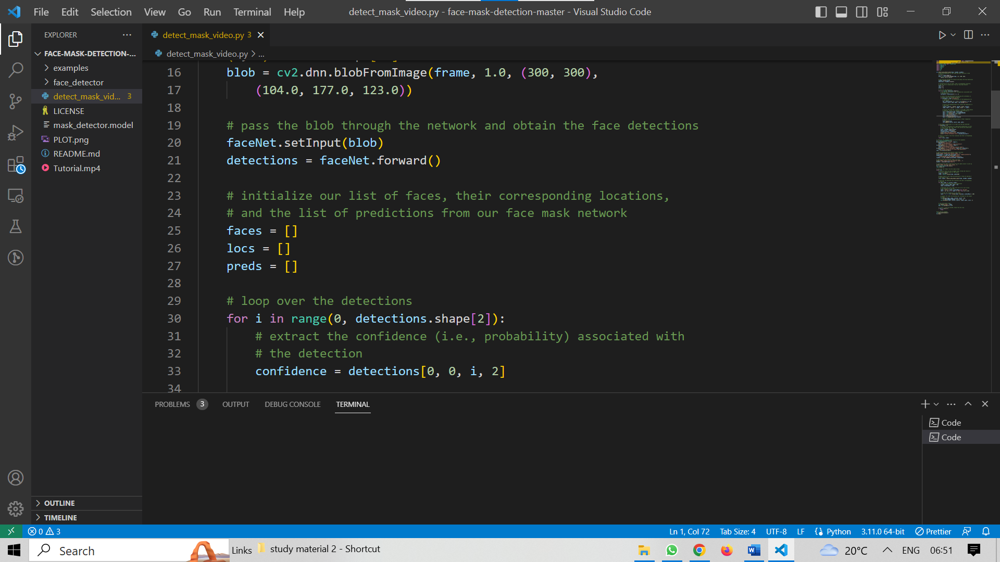 File Edit Selection View Go Run Terminal Help
detect_mask_video.py - face-mask-detection-master - Visual Studio Code
EXPLORER
FACE-MASK-DETECTION-...
examples
face_detector
detect_mask_vid... 3
LICENSE
mask_detector.model
PLOT.png
README.md
Tutorial.mp4
OUTLINE
TIMELINE
detect_mask_video.py 3
detect_mask_video.py > ...
16 blob = cv2.dnn.blobFromImage(frame, 1.0, (300, 300),
17 (104.0, 177.0, 123.0))
18
19 # pass the blob through the network and obtain the face detections
20 faceNet.setInput(blob)
21 detections = faceNet.forward()
22
23 # initialize our list of faces, their corresponding locations,
24 # and the list of predictions from our face mask network
25 faces = []
26 locs = []
27 preds = []
28
29 # loop over the detections
30 for i in range(0, detections.shape[2]):
31 # extract the confidence (i.e., probability) associated with
32 # the detection
33 confidence = detections[0, 0, i, 2]
34
PROBLEMS 3 OUTPUT DEBUG CONSOLE TERMINAL
Code
Code
0 3
Ln 1, Col 72 Tab Size: 4 UTF-8 LF Python 3.11.0 64-bit Prettier
Search
Links study material 2 - Shortcut
20°C ENG 06:51